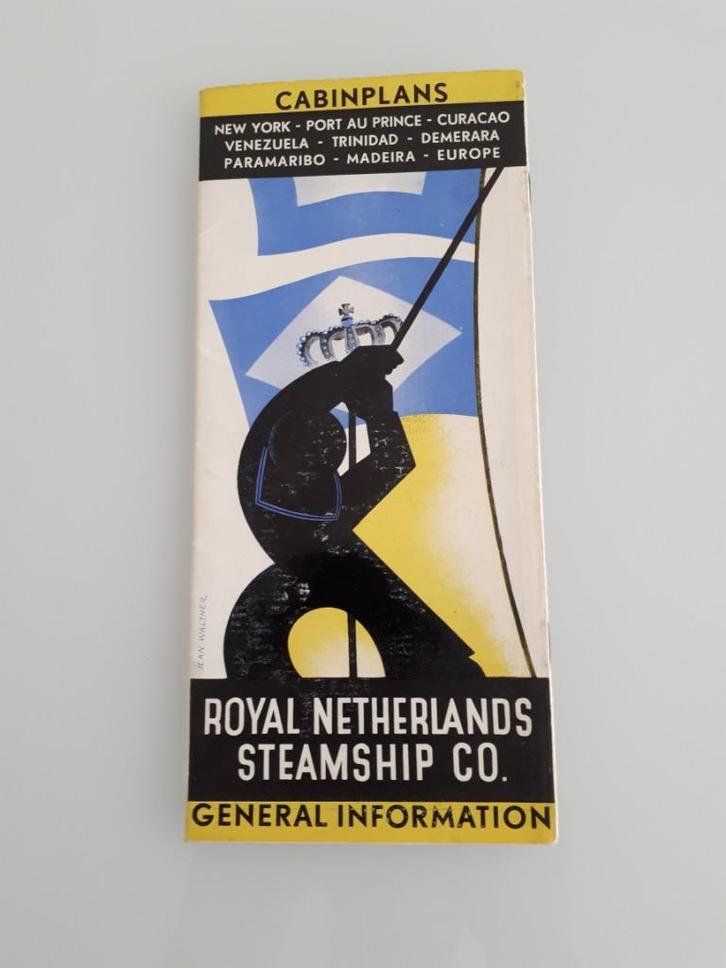 CABINPLANS
NEW YORK - PORT AU PRINCE - CURACAO
VENEZUELA - TRINIDAD - DEMERARA
PARAMARIBO - MADEIRA - EUROPE
JEAN WALTHER
ROYAL NETHERLANDS
STEAMSHIP CO.
GENERAL INFORMATION